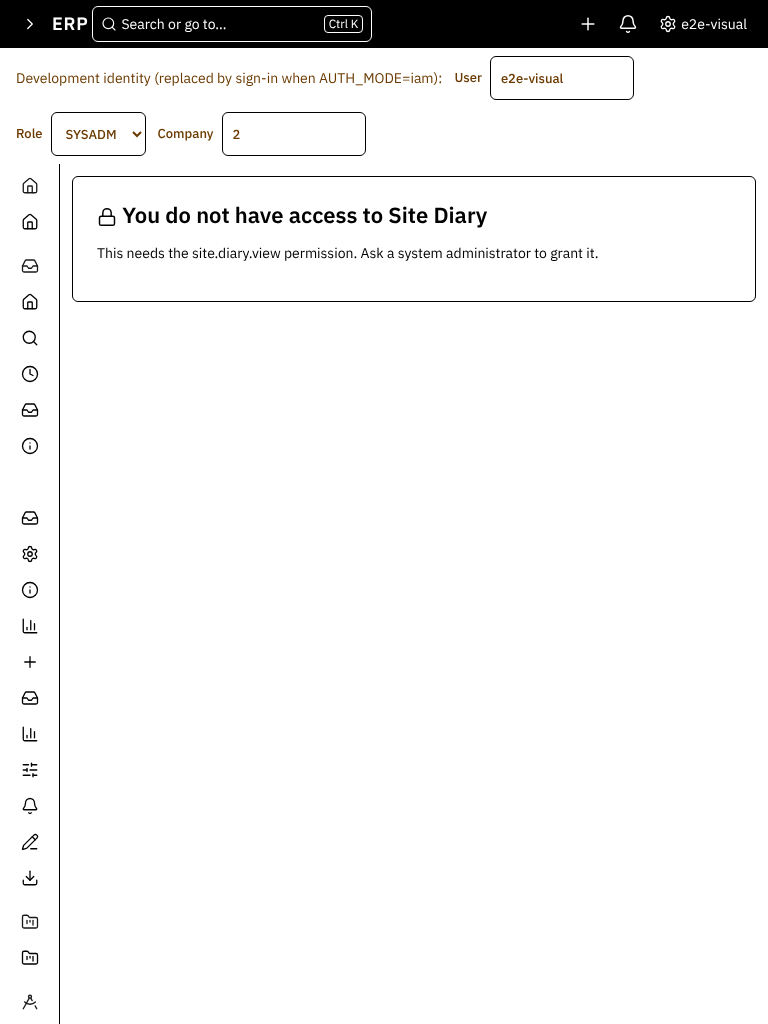 ERP Search or go to... Ctrl K e2e-visual
Development identity (replaced by sign-in when AUTH_MODE=iam): User e2e-visual
Role SYSADM Company 2
You do not have access to Site Diary
This needs the site.diary.view permission. Ask a system administrator to grant it.